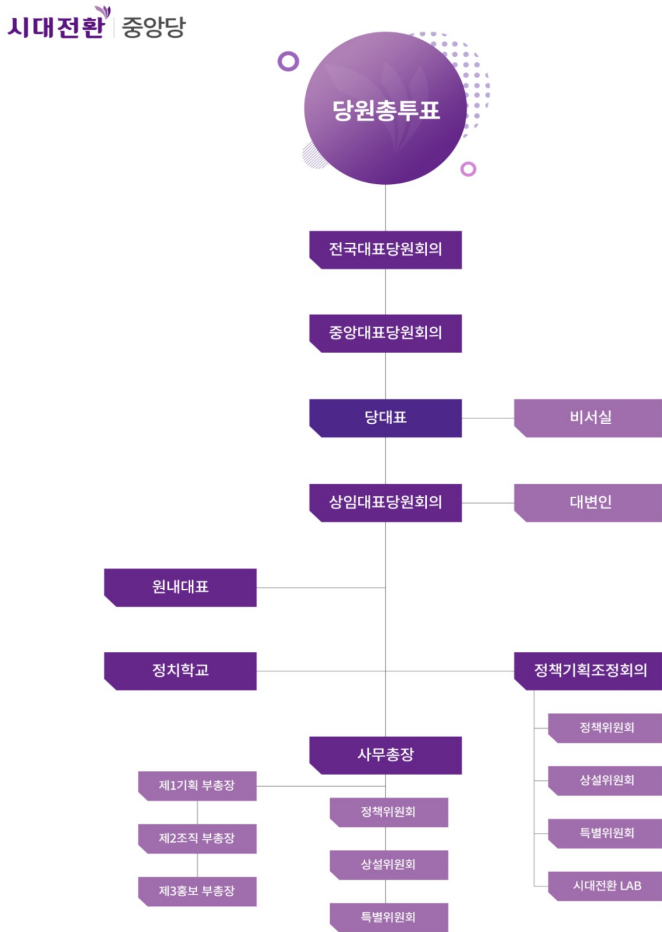 시대전환 중앙당
당원총투표
전국대표당원회의
중앙대표당원회의
당대표
비서실
상임대표당원회의
대변인
원내대표
정치학교
정책기획조정회의
사무총장
제1기획 부총장
제2조직 부총장
제3홍보 부총장
정책위원회
상설위원회
특별위원회
정책위원회
상설위원회
특별위원회
시대전환 LAB